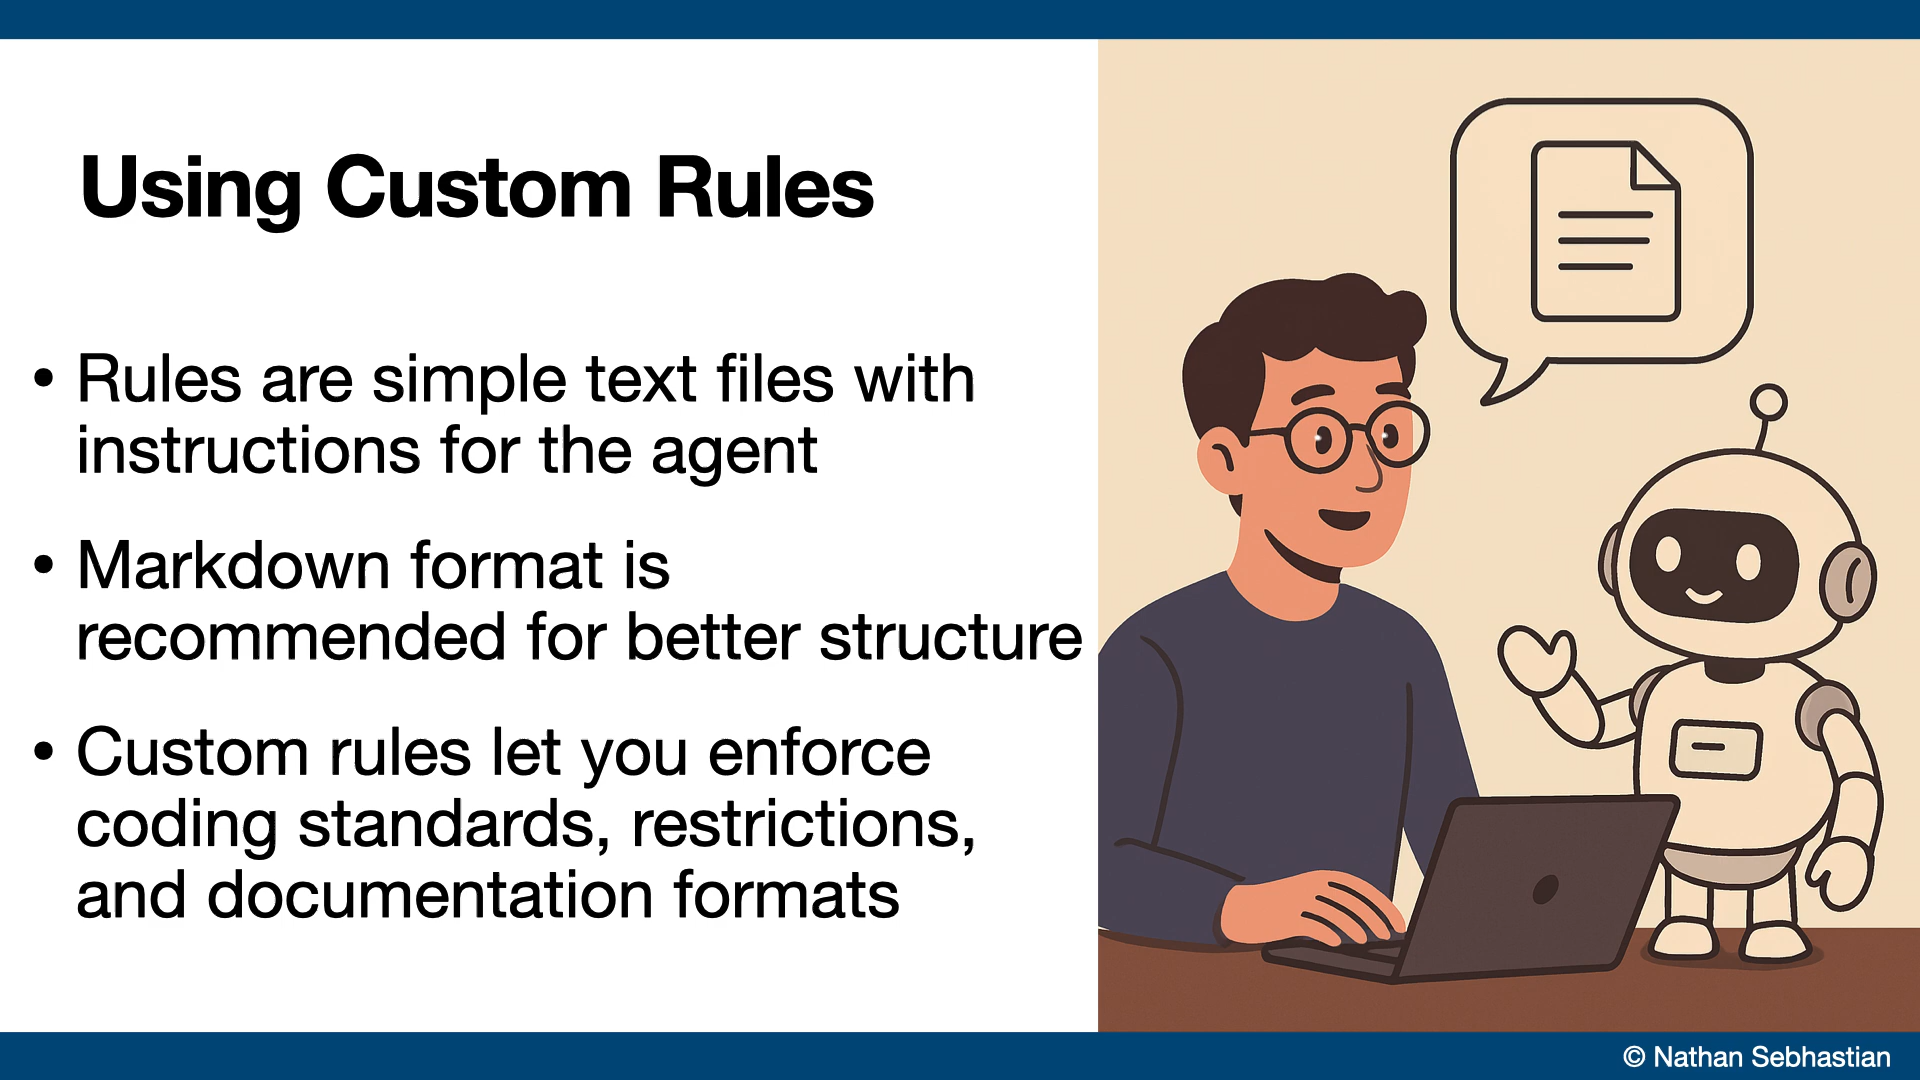 Using Custom Rules
• Rules are simple text files with
instructions for the agent
• Markdown format is
recommended for better structure
• Custom rules let you enforce
coding standards, restrictions,
and documentation formats
© Nathan Sebhastian